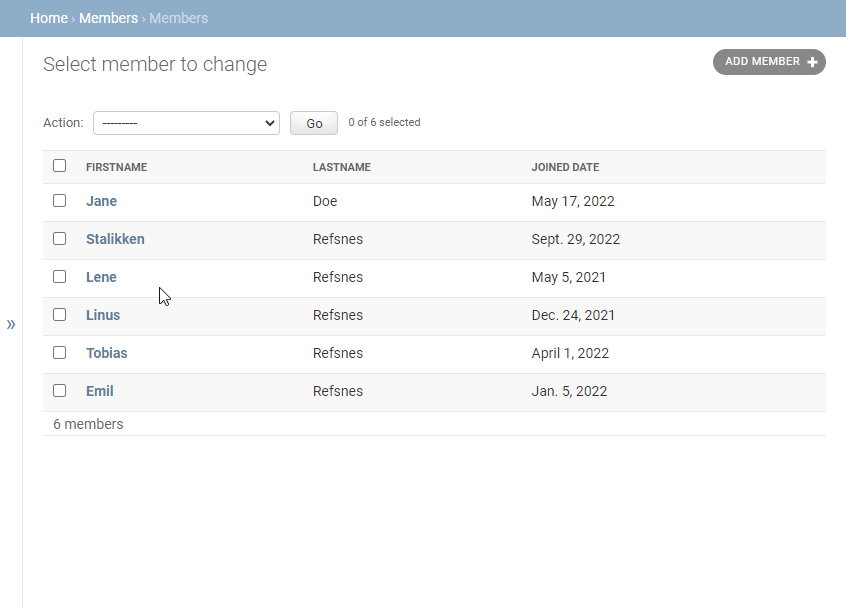 Home › Members › Members
Select member to change
ADD MEMBER +
Action: --------- Go 0 of 6 selected
FIRSTNAME LASTNAME JOINED DATE
Jane Doe May 17, 2022
Stalikken Refsnes Sept. 29, 2022
Lene Refsnes May 5, 2021
Linus Refsnes Dec. 24, 2021
Tobias Refsnes April 1, 2022
Emil Refsnes Jan. 5, 2022
6 members
»